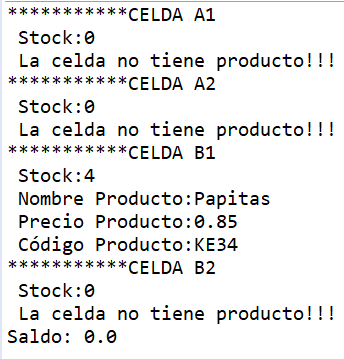 ***********CELDA A1
Stock:0
La celda no tiene producto!!!
***********CELDA A2
Stock:0
La celda no tiene producto!!!
***********CELDA B1
Stock:4
Nombre Producto:Papitas
Precio Producto:0.85
Código Producto:KE34
***********CELDA B2
Stock:0
La celda no tiene producto!!!
Saldo: 0.0